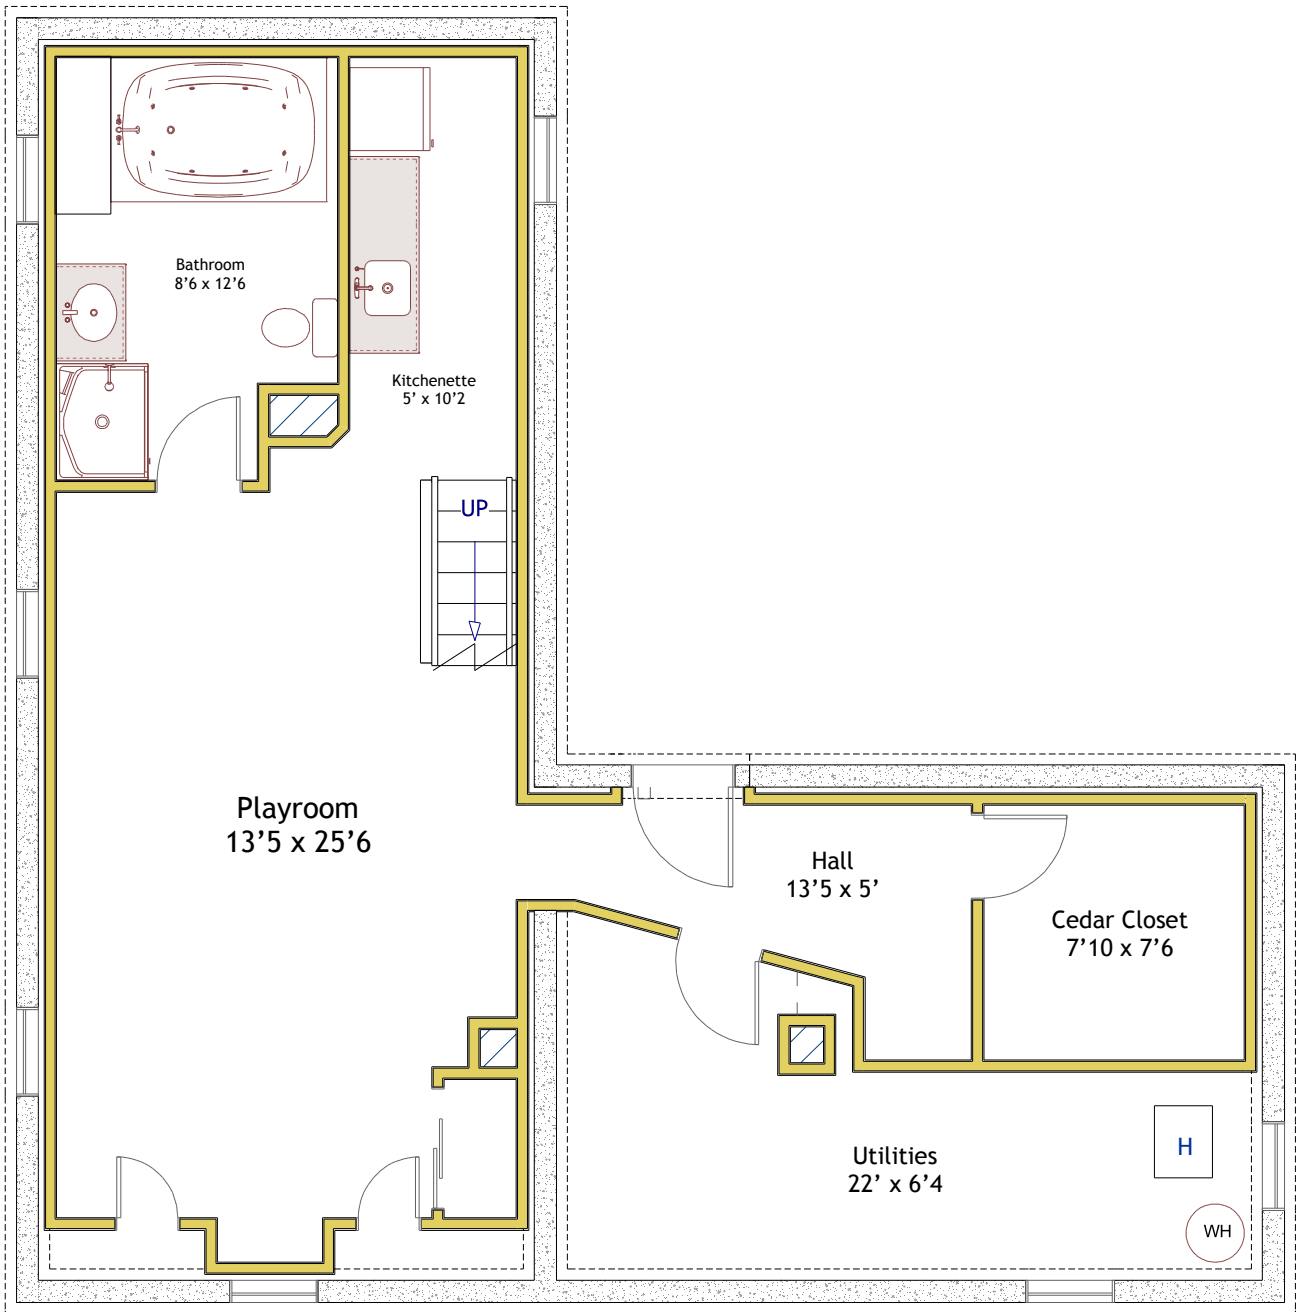 Bathroom
8'6 x 12'6
Kitchenette
5' x 10'2
UP
Playroom
13'5 x 25'6
Hall
13'5 x 5'
Cedar Closet
7'10 x 7'6
Utilities
22' x 6'4
H
WH